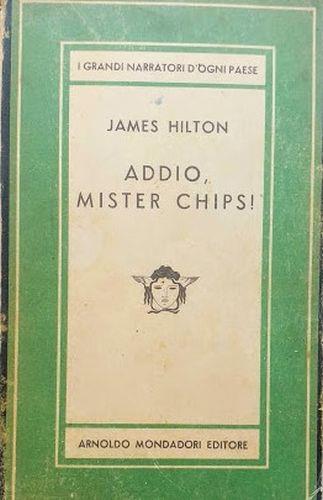 I GRANDI NARRATORI D'OGNI PAESE
JAMES HILTON
ADDIO,
MISTER CHIPS!
ARNOLDO MONDADORI EDITORE